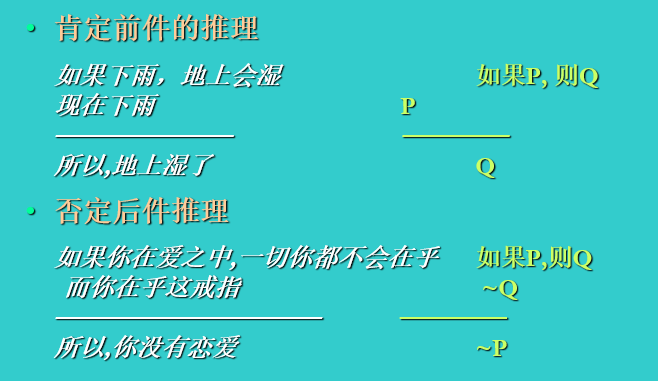 • 肯定前件的推理
如果下雨，地上会湿 如果P, 则Q
现在下雨 P
所以,地上湿了 Q
• 否定后件推理
如果你在爱之中,一切你都不会在乎 如果P,则Q
而你在乎这戒指 ~Q
所以,你没有恋爱 ~P